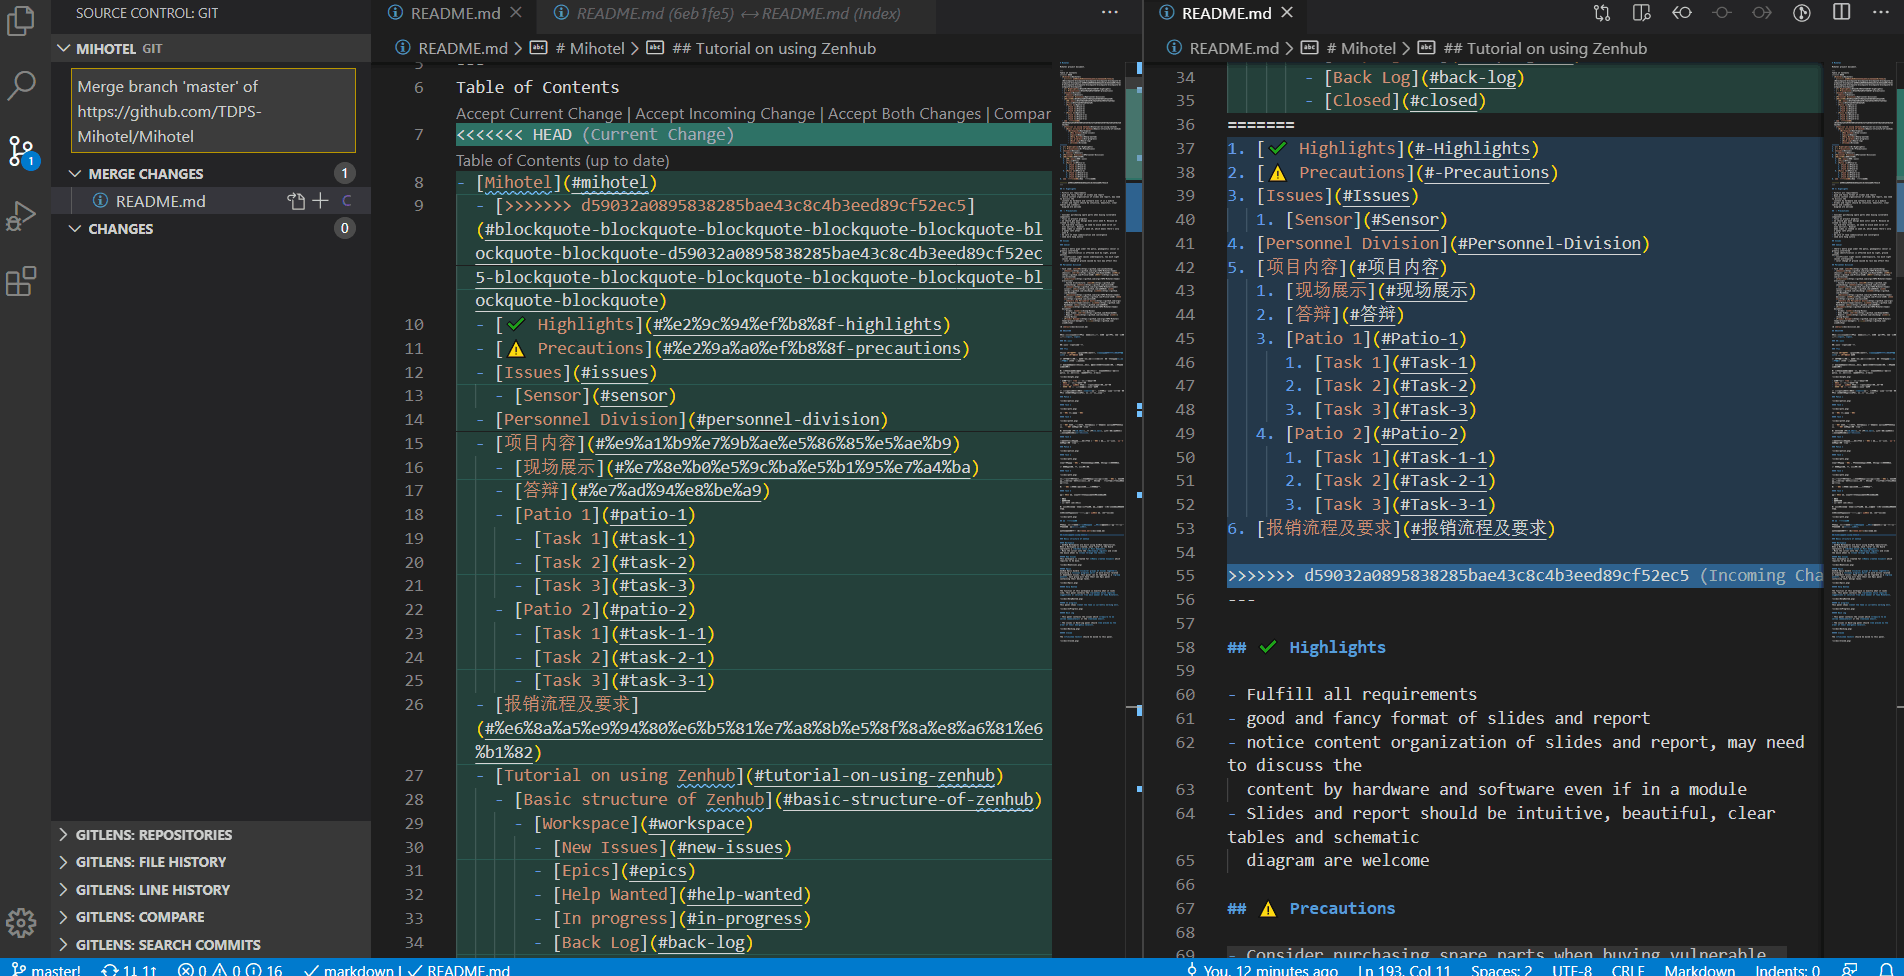 SOURCE CONTROL: GIT
MIHOTEL GIT
Merge branch 'master' of
https://github.com/TDPS-
Mihotel/Mihotel
MERGE CHANGES 1
README.md C
CHANGES 0
GITLENS: REPOSITORIES
GITLENS: FILE HISTORY
GITLENS: LINE HISTORY
GITLENS: COMPARE
GITLENS: SEARCH COMMITS
1
README.md
README.md (6eb1fe5) ↔ README.md (Index)
README.md > # Mihotel > ## Tutorial on using Zenhub
5 ---
6 Table of Contents
Accept Current Change | Accept Incoming Change | Accept Both Changes | Compar
7 <<<<<<< HEAD (Current Change)
Table of Contents (up to date)
8 - [Mihotel](#mihotel)
9 - [>>>>>>> d59032a0895838285bae43c8c4b3eed89cf52ec5]
(#blockquote-blockquote-blockquote-blockquote-blockquote-bl
ockquote-blockquote-d59032a0895838285bae43c8c4b3eed89cf52ec
5-blockquote-blockquote-blockquote-blockquote-blockquote-bl
ockquote-blockquote)
10 - [✔️ Highlights](#%e2%9c%94%ef%b8%8f-highlights)
11 - [⚠️ Precautions](#%e2%9a%a0%ef%b8%8f-precautions)
12 - [Issues](#issues)
13 - [Sensor](#sensor)
14 - [Personnel Division](#personnel-division)
15 - [项目内容](#%e9%a1%b9%e7%9b%ae%e5%86%85%e5%ae%b9)
16 - [现场展示](#%e7%8e%b0%e5%9c%ba%e5%b1%95%e7%a4%ba)
17 - [答辩](#%e7%ad%94%e8%be%a9)
18 - [Patio 1](#patio-1)
19 - [Task 1](#task-1)
20 - [Task 2](#task-2)
21 - [Task 3](#task-3)
22 - [Patio 2](#patio-2)
23 - [Task 1](#task-1-1)
24 - [Task 2](#task-2-1)
25 - [Task 3](#task-3-1)
26 - [报销流程及要求]
(#%e6%8a%a5%e9%94%80%e6%b5%81%e7%a8%8b%e5%8f%8a%e8%a6%81%e6
%b1%82)
27 - [Tutorial on using Zenhub](#tutorial-on-using-zenhub)
28 - [Basic structure of Zenhub](#basic-structure-of-zenhub)
29 - [Workspace](#workspace)
30 - [New Issues](#new-issues)
31 - [Epics](#epics)
32 - [Help Wanted](#help-wanted)
33 - [In progress](#in-progress)
34 - [Back Log](#back-log)
README.md
README.md > # Mihotel > ## Tutorial on using Zenhub
34 - [Back Log](#back-log)
35 - [Closed](#closed)
36 =======
37 1. [✔️ Highlights](#-Highlights)
38 2. [⚠️ Precautions](#-Precautions)
39 3. [Issues](#Issues)
40 1. [Sensor](#Sensor)
41 4. [Personnel Division](#Personnel-Division)
42 5. [项目内容](#项目内容)
43 1. [现场展示](#现场展示)
44 2. [答辩](#答辩)
45 3. [Patio 1](#Patio-1)
46 1. [Task 1](#Task-1)
47 2. [Task 2](#Task-2)
48 3. [Task 3](#Task-3)
49 4. [Patio 2](#Patio-2)
50 1. [Task 1](#Task-1-1)
51 2. [Task 2](#Task-2-1)
52 3. [Task 3](#Task-3-1)
53 6. [报销流程及要求](#报销流程及要求)
54
55 >>>>>>> d59032a0895838285bae43c8c4b3eed89cf52ec5 (Incoming Cha
56 ---
57
58 ## ✔️ Highlights
59
60 - Fulfill all requirements
61 - good and fancy format of slides and report
62 - notice content organization of slides and report, may need
to discuss the
63 content by hardware and software even if in a module
64 - Slides and report should be intuitive, beautiful, clear
tables and schematic
65 diagram are welcome
66
67 ## ⚠️ Precautions
68
69 - Consider purchasing spare parts when buying vulnerable
master! 1↓ 1↑ 0 0 16 markdown | README.md
You, 12 minutes ago Ln 193, Col 11 Spaces: 2 UTF-8 CRLF Markdown Indents: 0